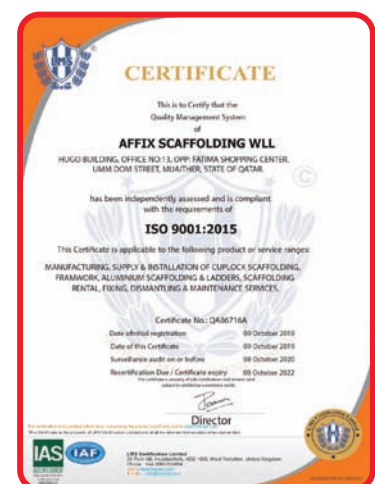 UMS
CERTIFICATE
This is to Certify that the
Quality Management System
of
AFFIX SCAFFOLDING WLL
HUGO BUILDING, OFFICE NO:13, OPP: FATIMA SHOPPING CENTER.
UMM DOM STREET, MUAITHER, STATE OF QATAR.
has been independently assessed and is compliant
with the requirements of
ISO 9001:2015
This Certificate is applicable to the following product or service ranges:
MANUFACTURING, SUPPLY & INSTALLATION OF CUPLOCK SCAFFOLDING,
FRAMWORK, ALUMINIUM SCAFFOLDING & LADDERS, SCAFFOLDING
RENTAL, FIXING, DISMANTLING & MAINTENANCE SERVICES.
Certificate No.: QA86716A
Date of initial registration 09 October 2019
Date of this Certificate 09 October 2019
Surveillance audit on or before 08 October 2020
Recertification Due / Certificate expiry 08 October 2022
Director
IAS
IAF
Certification Limited